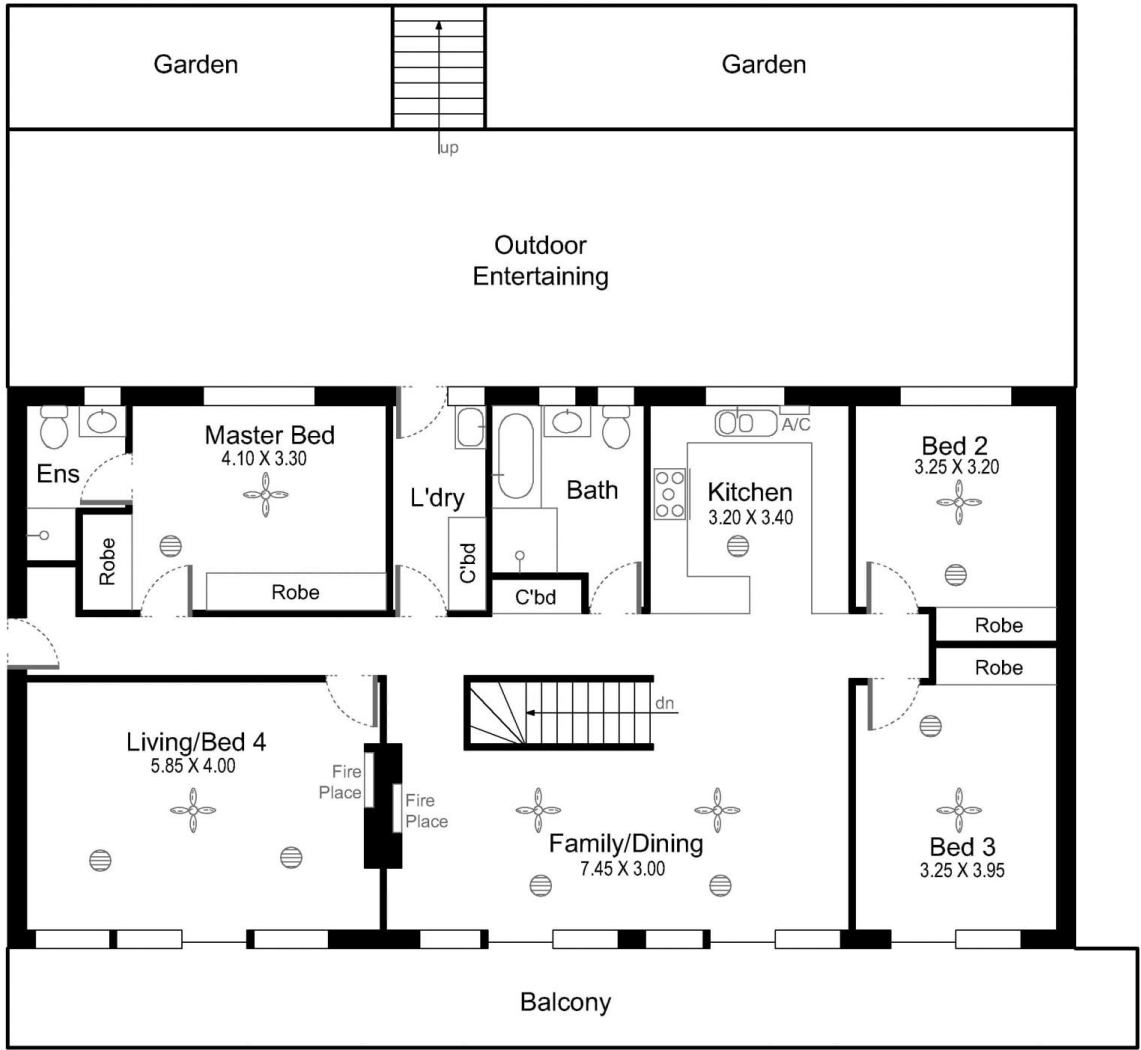 Garden
Garden
up
Outdoor
Entertaining
Master Bed
4.10 X 3.30
Ens
Robe
Robe
L'dry
C'bd
Bath
C'bd
A/C
Kitchen
3.20 X 3.40
Bed 2
3.25 X 3.20
Robe
Robe
dn
Living/Bed 4
5.85 X 4.00
Fire
Place
Fire
Place
Family/Dining
7.45 X 3.00
Bed 3
3.25 X 3.95
Balcony